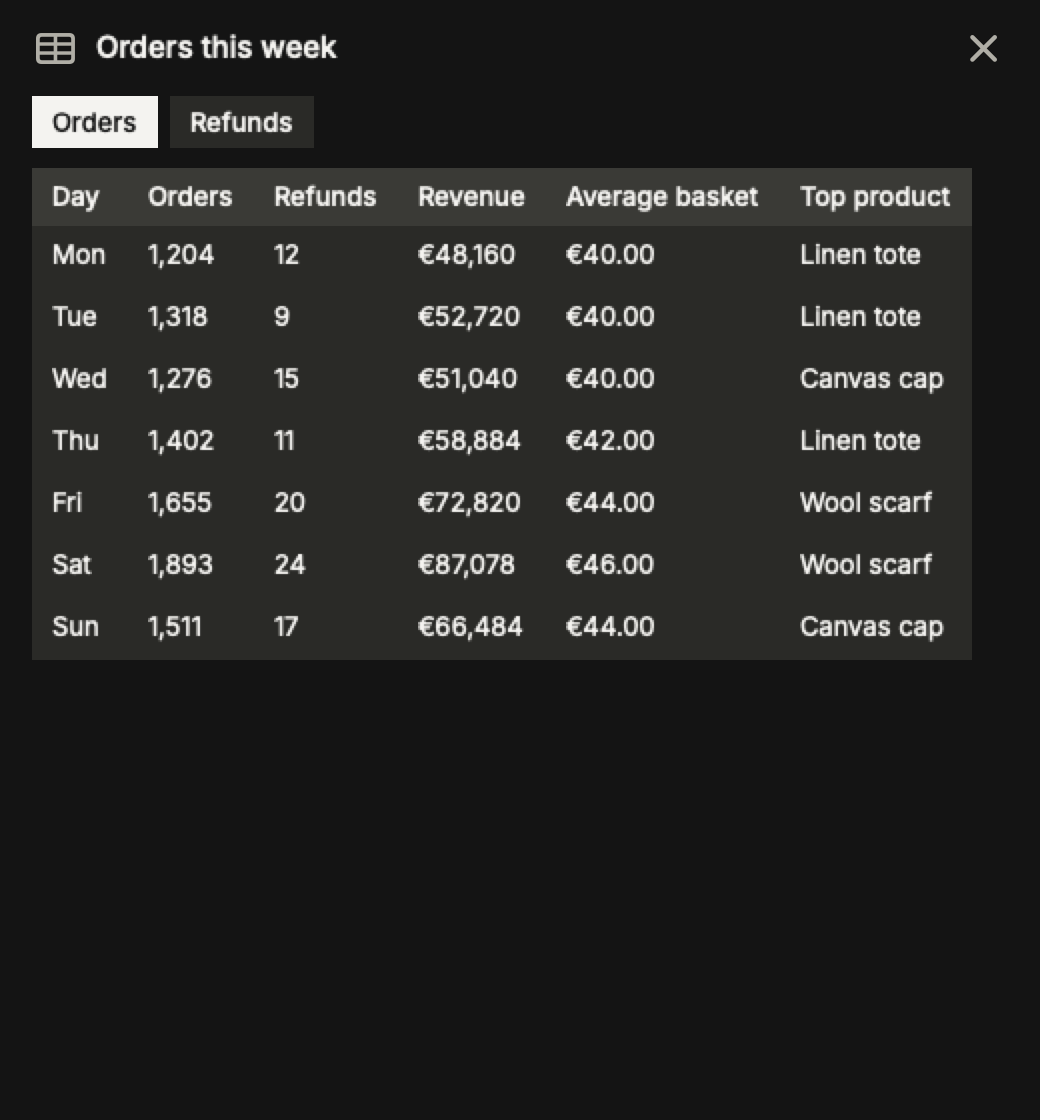 Orders this week
Orders Refunds
Day Orders Refunds Revenue Average basket Top product
Mon 1,204 12 €48,160 €40.00 Linen tote
Tue 1,318 9 €52,720 €40.00 Linen tote
Wed 1,276 15 €51,040 €40.00 Canvas cap
Thu 1,402 11 €58,884 €42.00 Linen tote
Fri 1,655 20 €72,820 €44.00 Wool scarf
Sat 1,893 24 €87,078 €46.00 Wool scarf
Sun 1,511 17 €66,484 €44.00 Canvas cap